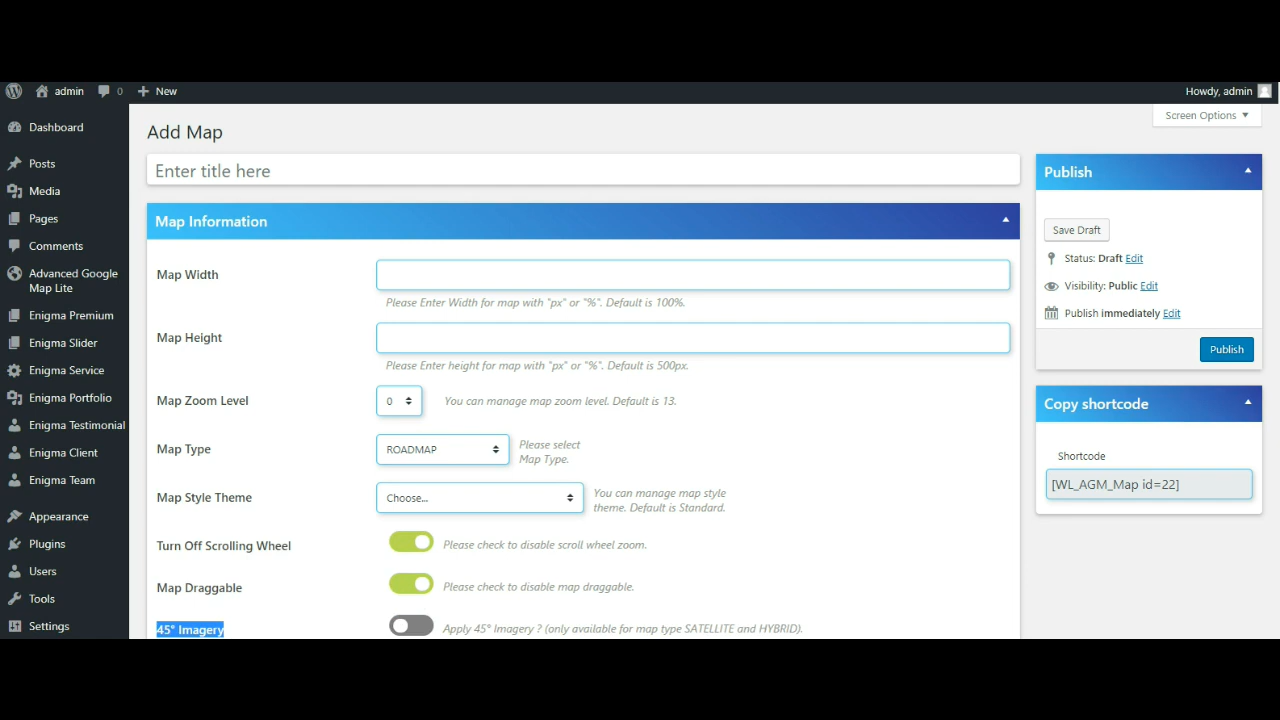 admin 0 New Howdy, admin
Screen Options
Dashboard
Posts
Media
Pages
Comments
Advanced Google
Map Lite
Enigma Premium
Enigma Slider
Enigma Service
Enigma Portfolio
Enigma Testimonial
Enigma Client
Enigma Team
Appearance
Plugins
Users
Tools
Settings
Add Map
Enter title here
Map Information
Map Width
Please Enter Width for map with "px" or "%". Default is 100%.
Map Height
Please Enter height for map with "px" or "%". Default is 500px.
Map Zoom Level 0 You can manage map zoom level. Default is 13.
Map Type ROADMAP Please select
Map Type.
Map Style Theme Choose... You can manage map style
theme. Default is Standard.
Turn Off Scrolling Wheel Please check to disable scroll wheel zoom.
Map Draggable Please check to disable map draggable.
45° Imagery Apply 45° Imagery ? (only available for map type SATELLITE and HYBRID).
Publish
Save Draft
Status: Draft Edit
Visibility: Public Edit
Publish immediately Edit
Publish
Copy shortcode
Shortcode
[WL_AGM_Map id=22]